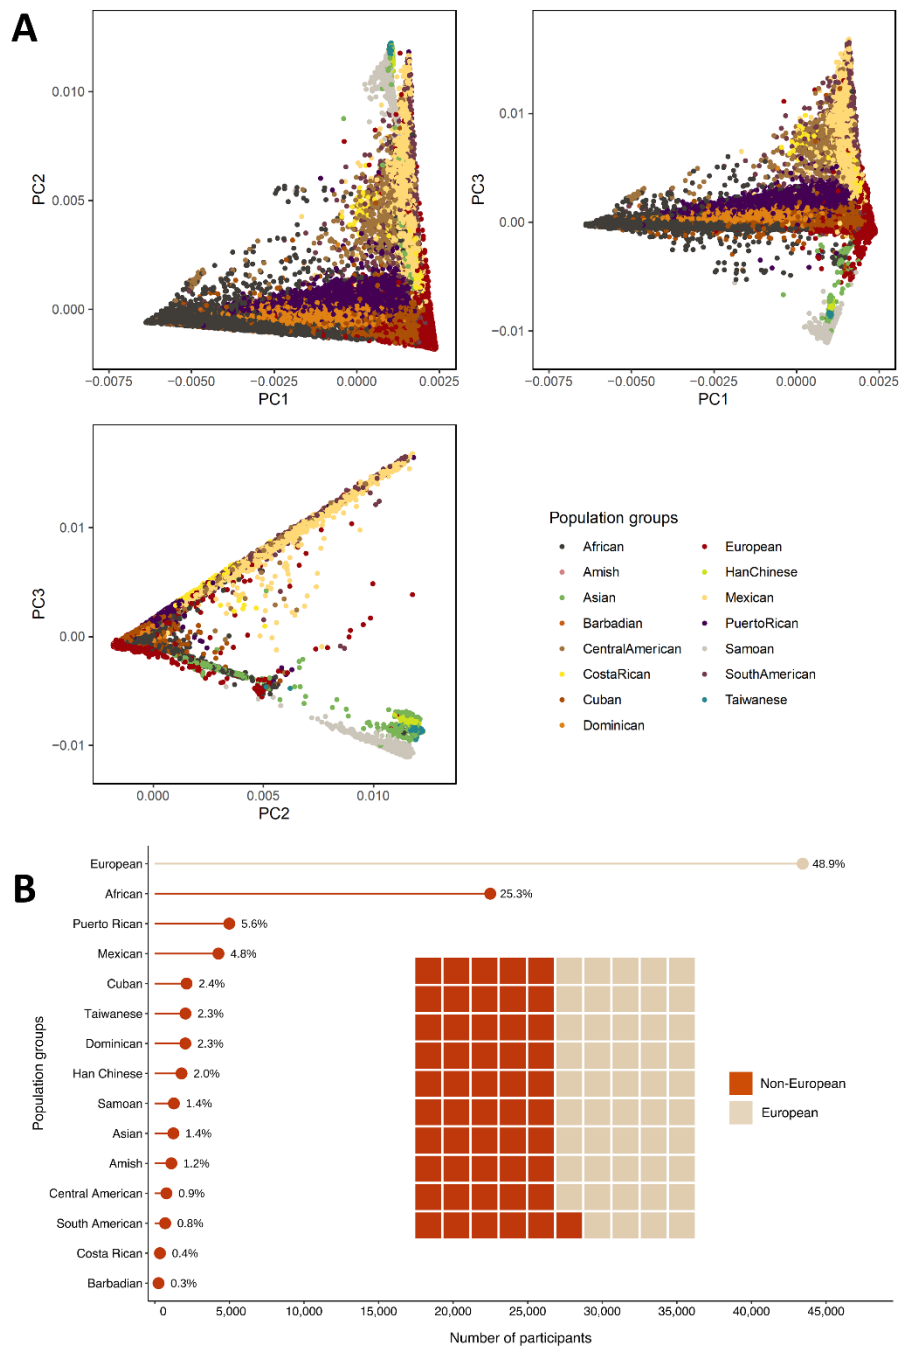 A
PC2
0.010
0.005
0.000
−0.0075
−0.0050
−0.0025
0.0000
0.0025
PC1
PC3
0.01
0.00
−0.01
−0.0075
−0.0050
−0.0025
0.0000
0.0025
PC1
PC3
0.01
0.00
−0.01
0.000
0.005
0.010
PC2
Population groups
African
Amish
Asian
Barbadian
CentralAmerican
CostaRican
Cuban
Dominican
European
HanChinese
Mexican
PuertoRican
Samoan
SouthAmerican
Taiwanese
B
Population groups
European 48.9%
African 25.3%
Puerto Rican 5.6%
Mexican 4.8%
Cuban 2.4%
Taiwanese 2.3%
Dominican 2.3%
Han Chinese 2.0%
Samoan 1.4%
Asian 1.4%
Amish 1.2%
Central American 0.9%
South American 0.8%
Costa Rican 0.4%
Barbadian 0.3%
Non-European
European
0 5,000 10,000 15,000 20,000 25,000 30,000 35,000 40,000 45,000
Number of participants